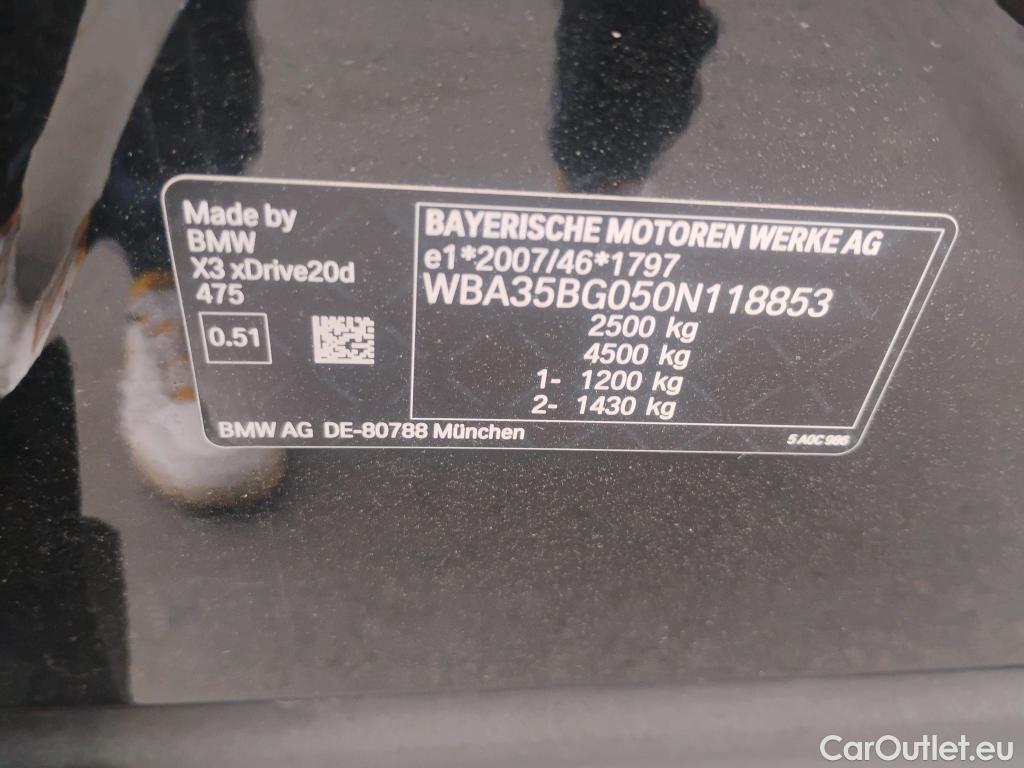 Made by
BMW
X3 xDrive20d
475
0.51
BAYERISCHE MOTOREN WERKE AG
e1*2007/46*1797
WBA35BG050N118853
2500 kg
4500 kg
1- 1200 kg
2- 1430 kg
BMW AG DE-80788 München
5 A0C 986
CarOutlet.eu